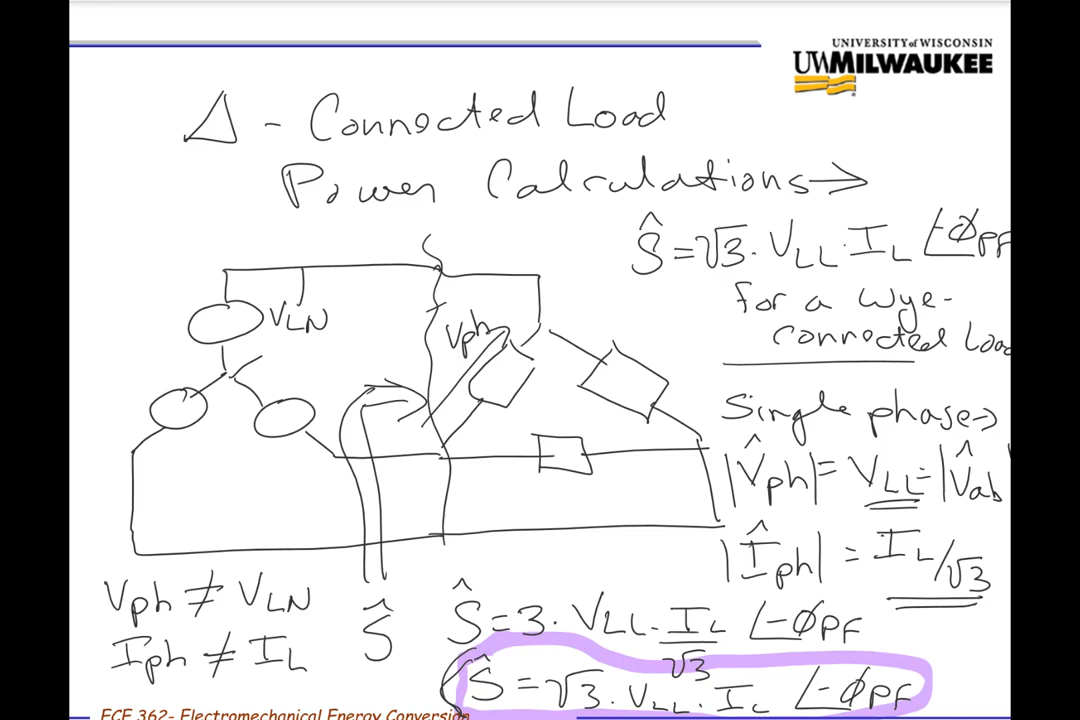 UNIVERSITY of WISCONSIN
UWMILWAUKEE
Δ - Connected Load
Power Calculations →
Ŝ = √3 · VLL · IL ∠-ϕPF
for a Wye-
connected Load
VLN
Vph
Single phase →
|V̂ph| = VLL = |V̂ab|
|Îph| = IL/√3
Vph ≠ VLN
Iph ≠ IL
Ŝ
Ŝ = 3 · VLL · IL/√3 ∠-ϕPF
Ŝ = √3 · VLL · IL ∠-ϕPF
ECE 362- Electromechanical Energy Conversion